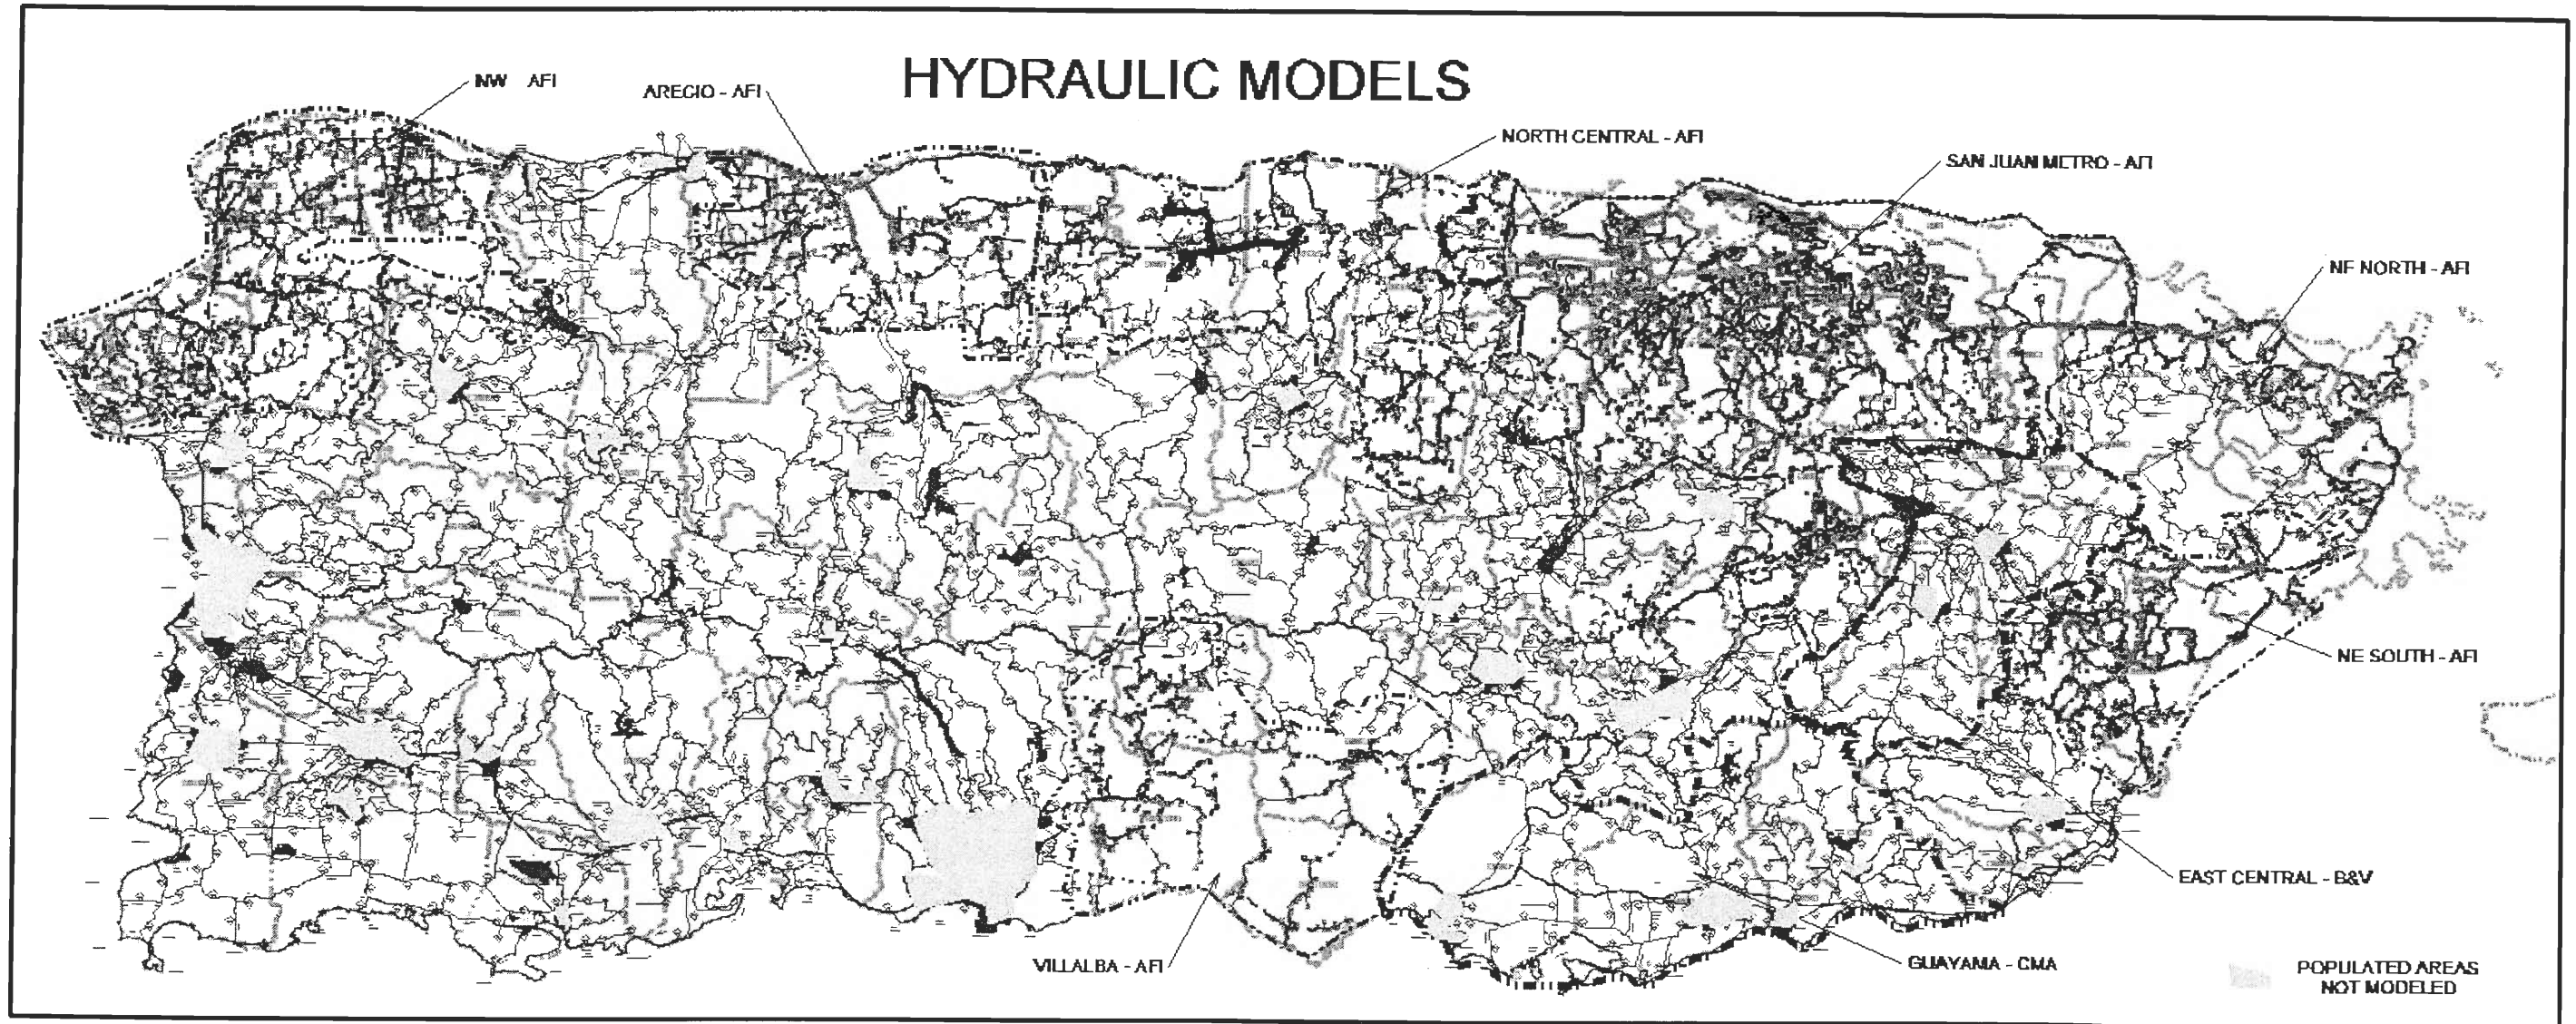 HYDRAULIC MODELS
NW AFI
ARECIO - AFI
NORTH CENTRAL - AFI
SAN JUAN METRO - AFI
NF NORTH - AFI
NE SOUTH - AFI
EAST CENTRAL - B&V
GUAYAMA - CMA
VILLALBA - AFI
POPULATED AREAS
NOT MODELED